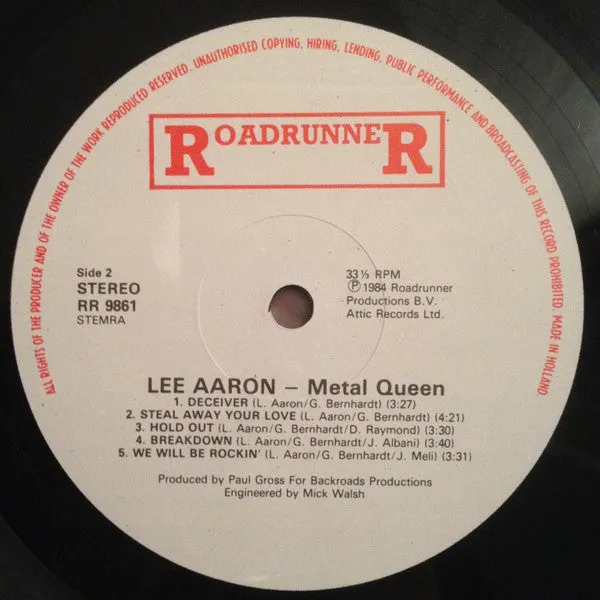 ALL RIGHTS OF THE PRODUCER AND OF THE OWNER OF THE WORK REPRODUCED RESERVED. UNAUTHORISED COPYING, HIRING, LENDING, PUBLIC PERFORMANCE AND BROADCASTING OF THIS RECORD PROHIBITED. MADE IN HOLLAND
ROADRUNNER
Side 2
STEREO
RR 9861
STEMRA
33⅓ RPM
Ⓟ1984 Roadrunner
Productions B.V.
Attic Records Ltd.
LEE AARON – Metal Queen
1. DECEIVER (L. Aaron/G. Bernhardt) (3:27)
2. STEAL AWAY YOUR LOVE (L. Aaron/G. Bernhardt) (4:21)
3. HOLD OUT (L. Aaron/G. Bernhardt/D. Raymond) (3:30)
4. BREAKDOWN (L. Aaron/G. Bernhardt/J. Albani) (3:40)
5. WE WILL BE ROCKIN' (L. Aaron/G. Bernhardt/J. Meli) (3:31)
Produced by Paul Gross For Backroads Productions
Engineered by Mick Walsh